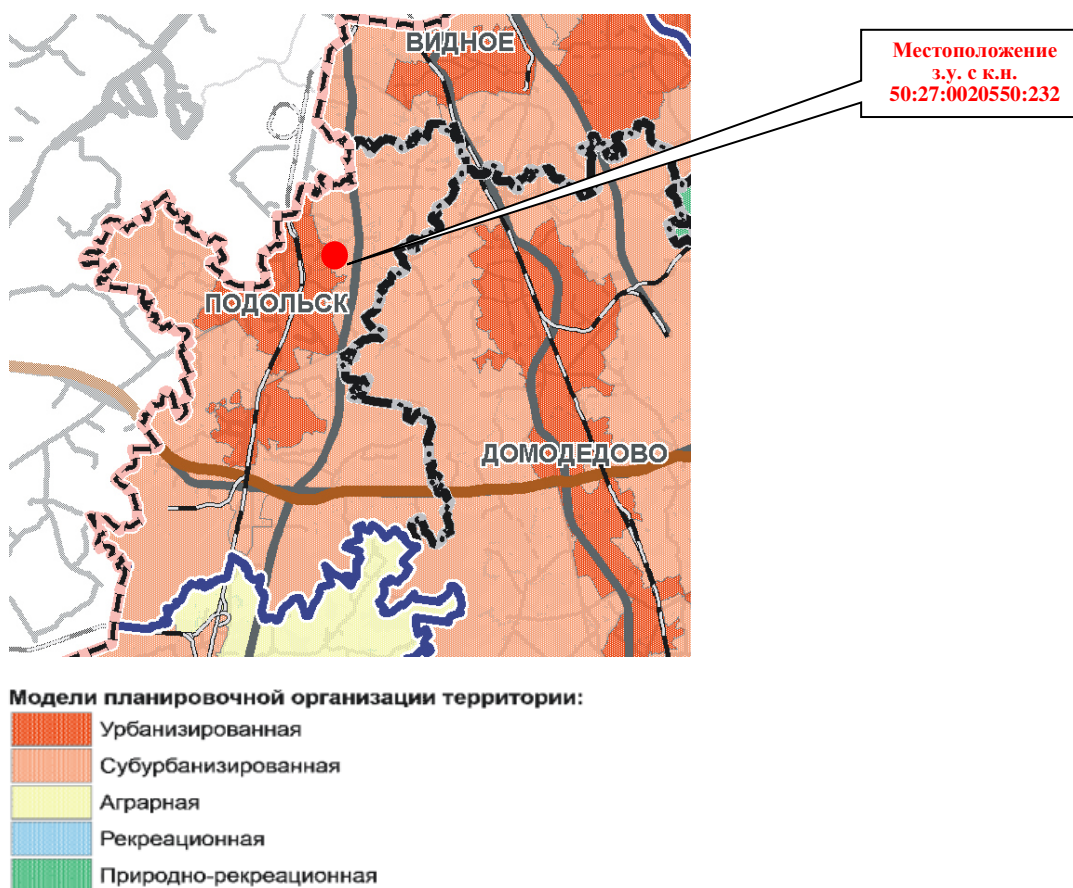 ВИДНОЕ
Местоположение
з.у. с к.н.
50:27:0020550:232
ПОДОЛЬСК
ДОМОДЕДОВО
Модели планировочной организации территории:
Урбанизированная
Субурбанизированная
Аграрная
Рекреационная
Природно-рекреационная